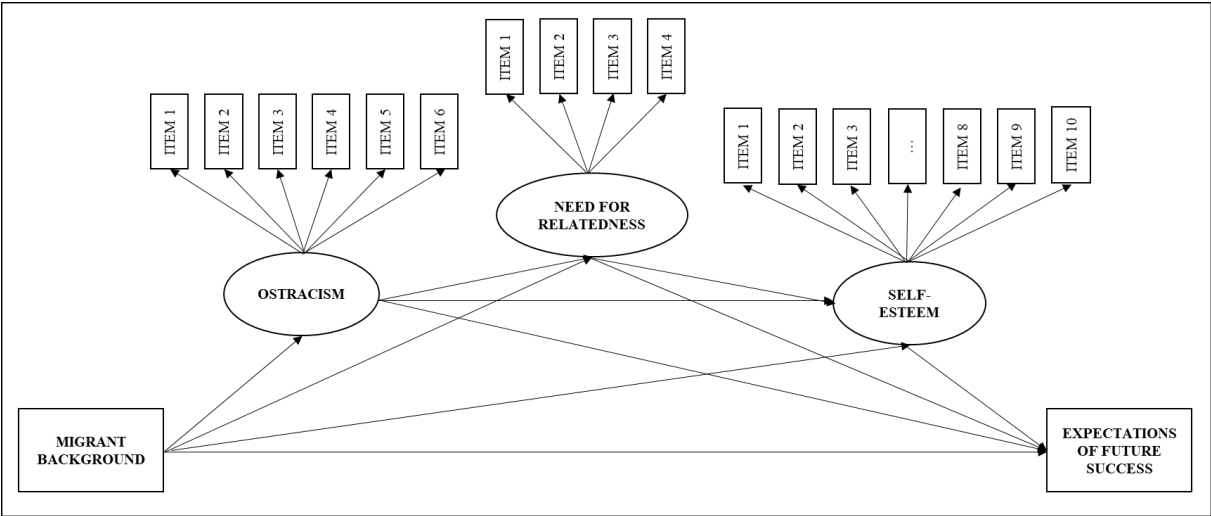 ITEM 1
ITEM 2
ITEM 3
ITEM 4
ITEM 1
ITEM 2
ITEM 3
ITEM 4
ITEM 5
ITEM 6
ITEM 1
ITEM 2
ITEM 3
…
ITEM 8
ITEM 9
ITEM 10
NEED FOR
RELATEDNESS
OSTRACISM
SELF-
ESTEEM
MIGRANT
BACKGROUND
EXPECTATIONS
OF FUTURE
SUCCESS